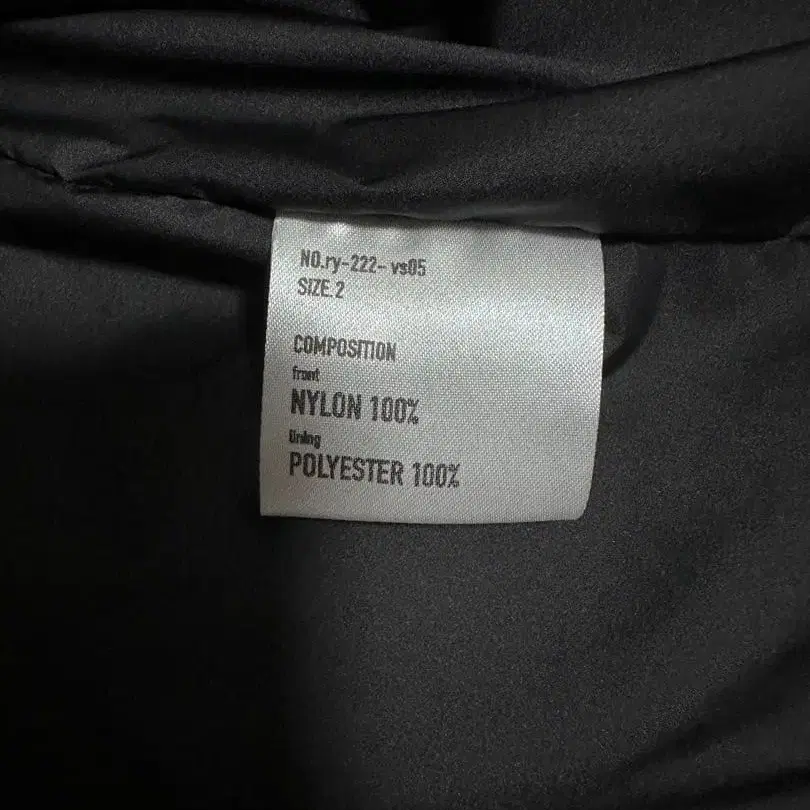 NO.ry-222- vs05
SIZE.2
COMPOSITION
front
NYLON 100%
lining
POLYESTER 100%